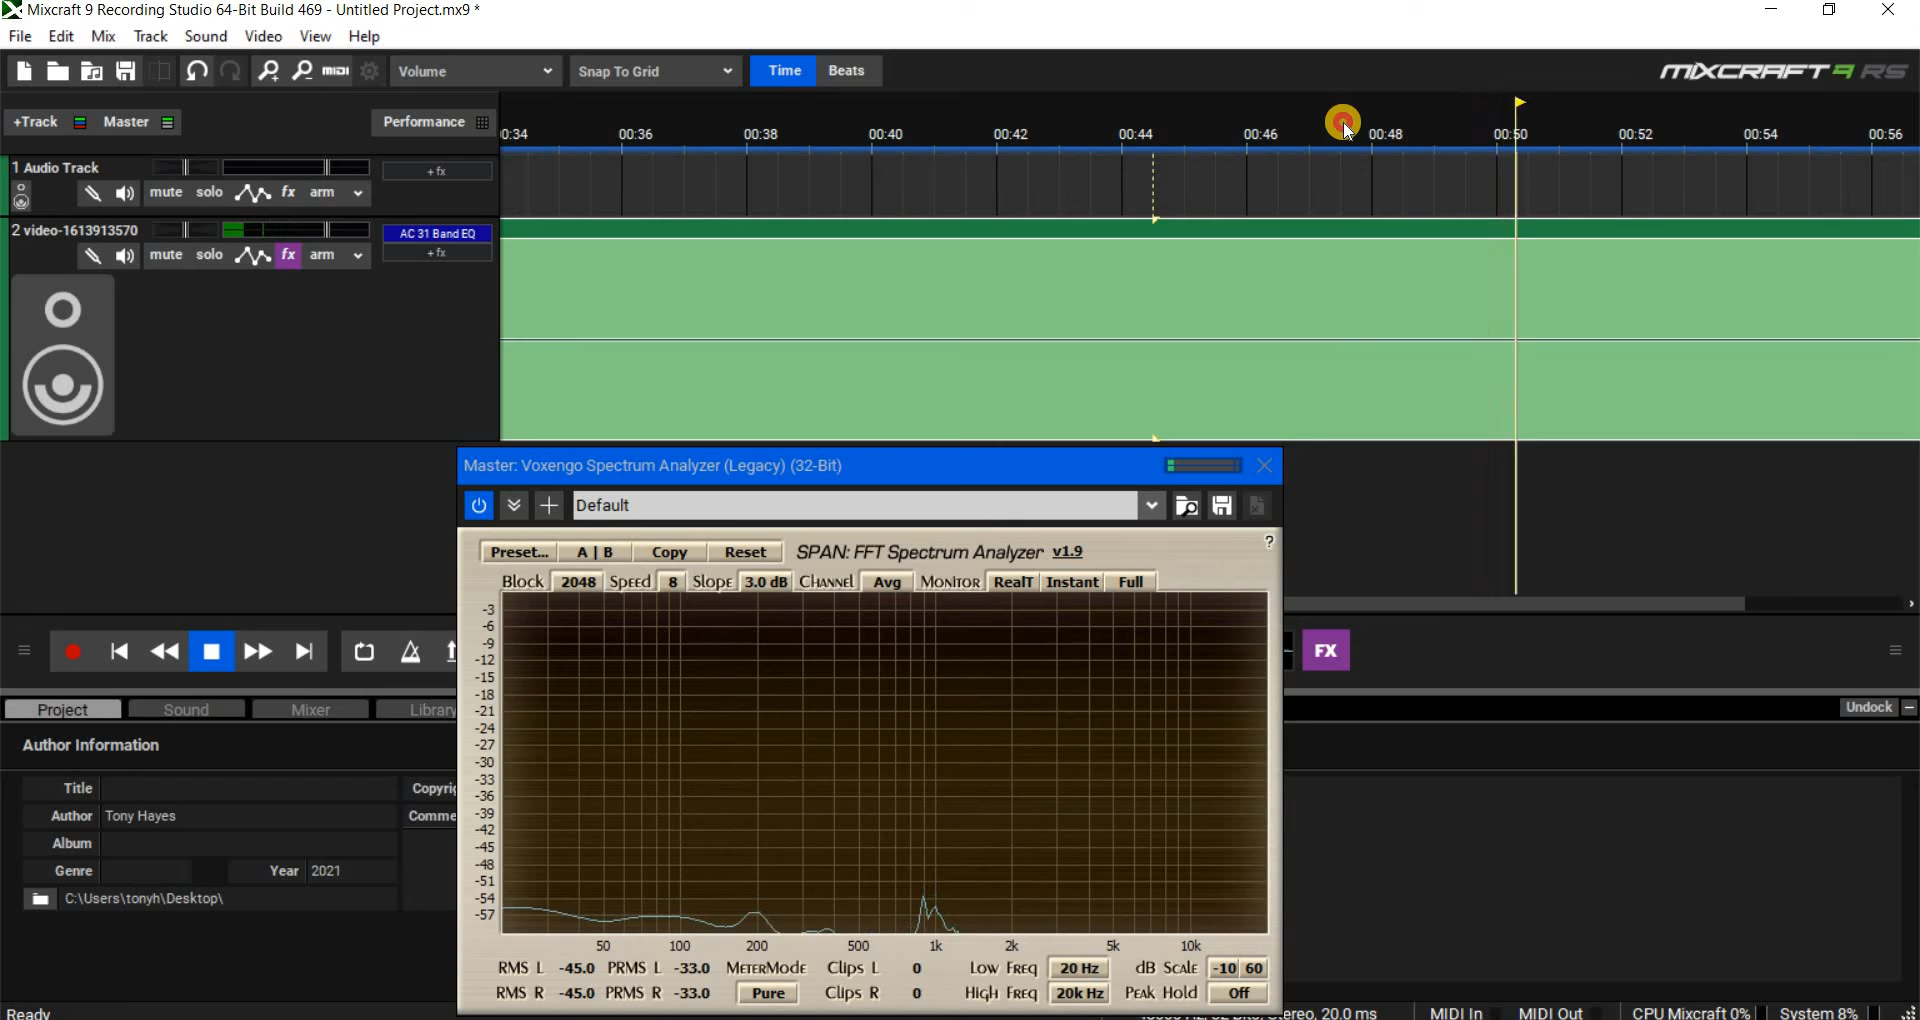 Mixcraft 9 Recording Studio 64-Bit Build 469 - Untitled Project.mx9 *
File Edit Mix Track Sound Video View Help
MIDI Volume Snap To Grid Time Beats MIXCRAFT 9 RS
+Track Master Performance
0:34 00:36 00:38 00:40 00:42 00:44 00:46 00:48 00:50 00:52 00:54 00:56
1 Audio Track +fx
mute solo fx arm
2 video-1613913570 AC 31 Band EQ
mute solo fx arm +fx
Master: Voxengo Spectrum Analyzer (Legacy) (32-Bit)
Default
Preset... A | B Copy Reset SPAN: FFT Spectrum Analyzer v1.9 ?
Block 2048 Speed 8 Slope 3.0 dB Channel Avg Monitor RealT Instant Full
-3
-6
-9
-12
-15
-18
-21
-24
-27
-30
-33
-36
-39
-42
-45
-48
-51
-54
-57
50 100 200 500 1k 2k 5k 10k
RMS L -45.0 PRMS L -33.0 MeterMode Clips L 0 Low Freq 20 Hz dB Scale -10 60
RMS R -45.0 PRMS R -33.0 Pure Clips R 0 High Freq 20k Hz Peak Hold Off
FX
Project Sound Mixer Library Undock
Author Information
Title Copyri
Author Tony Hayes Comme
Album
Genre Year 2021
C:\Users\tonyh\Desktop\
Ready ereo, 20.0 ms MIDI In MIDI Out CPU Mixcraft 0% System 8%